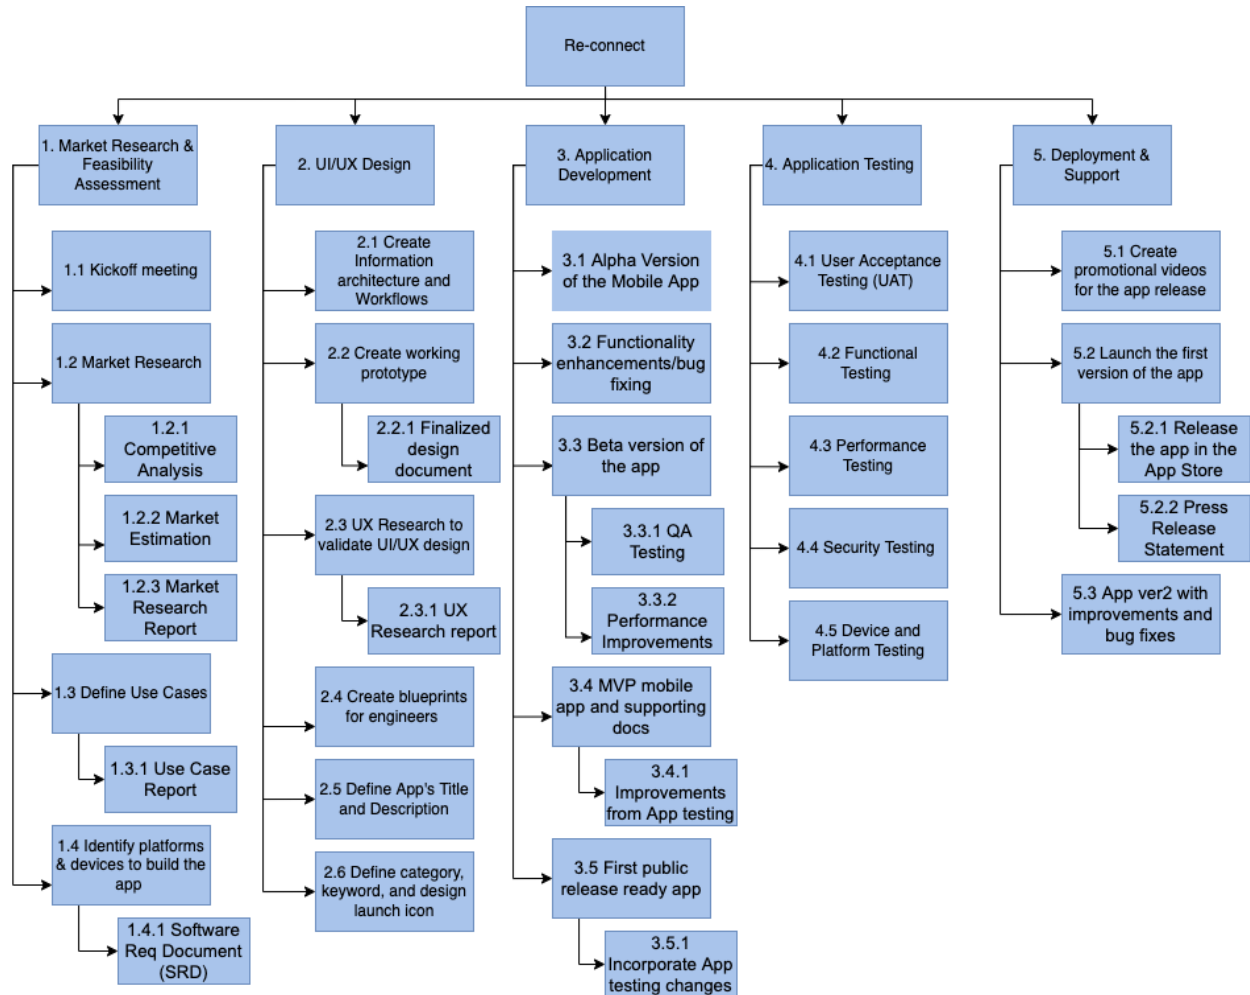 Re-connect
1. Market Research &
Feasibility
Assessment
1.1 Kickoff meeting
1.2 Market Research
1.2.1
Competitive
Analysis
1.2.2 Market
Estimation
1.2.3 Market
Research
Report
1.3 Define Use Cases
1.3.1 Use Case
Report
1.4 Identify platforms
& devices to build the
app
1.4.1 Software
Req Document
(SRD)
2. UI/UX Design
2.1 Create
Information
architecture and
Workflows
2.2 Create working
prototype
2.2.1 Finalized
design
document
2.3 UX Research to
validate UI/UX design
2.3.1 UX
Research report
2.4 Create blueprints
for engineers
2.5 Define App's Title
and Description
2.6 Define category,
keyword, and design
launch icon
3. Application
Development
3.1 Alpha Version
of the Mobile App
3.2 Functionality
enhancements/bug
fixing
3.3 Beta version of
the app
3.3.1 QA
Testing
3.3.2
Performance
Improvements
3.4 MVP mobile
app and supporting
docs
3.4.1
Improvements
from App testing
3.5 First public
release ready app
3.5.1
Incorporate App
testing changes
4. Application Testing
4.1 User Acceptance
Testing (UAT)
4.2 Functional
Testing
4.3 Performance
Testing
4.4 Security Testing
4.5 Device and
Platform Testing
5. Deployment &
Support
5.1 Create
promotional videos
for the app release
5.2 Launch the first
version of the app
5.2.1 Release
the app in the
App Store
5.2.2 Press
Release
Statement
5.3 App ver2 with
improvements and
bug fixes